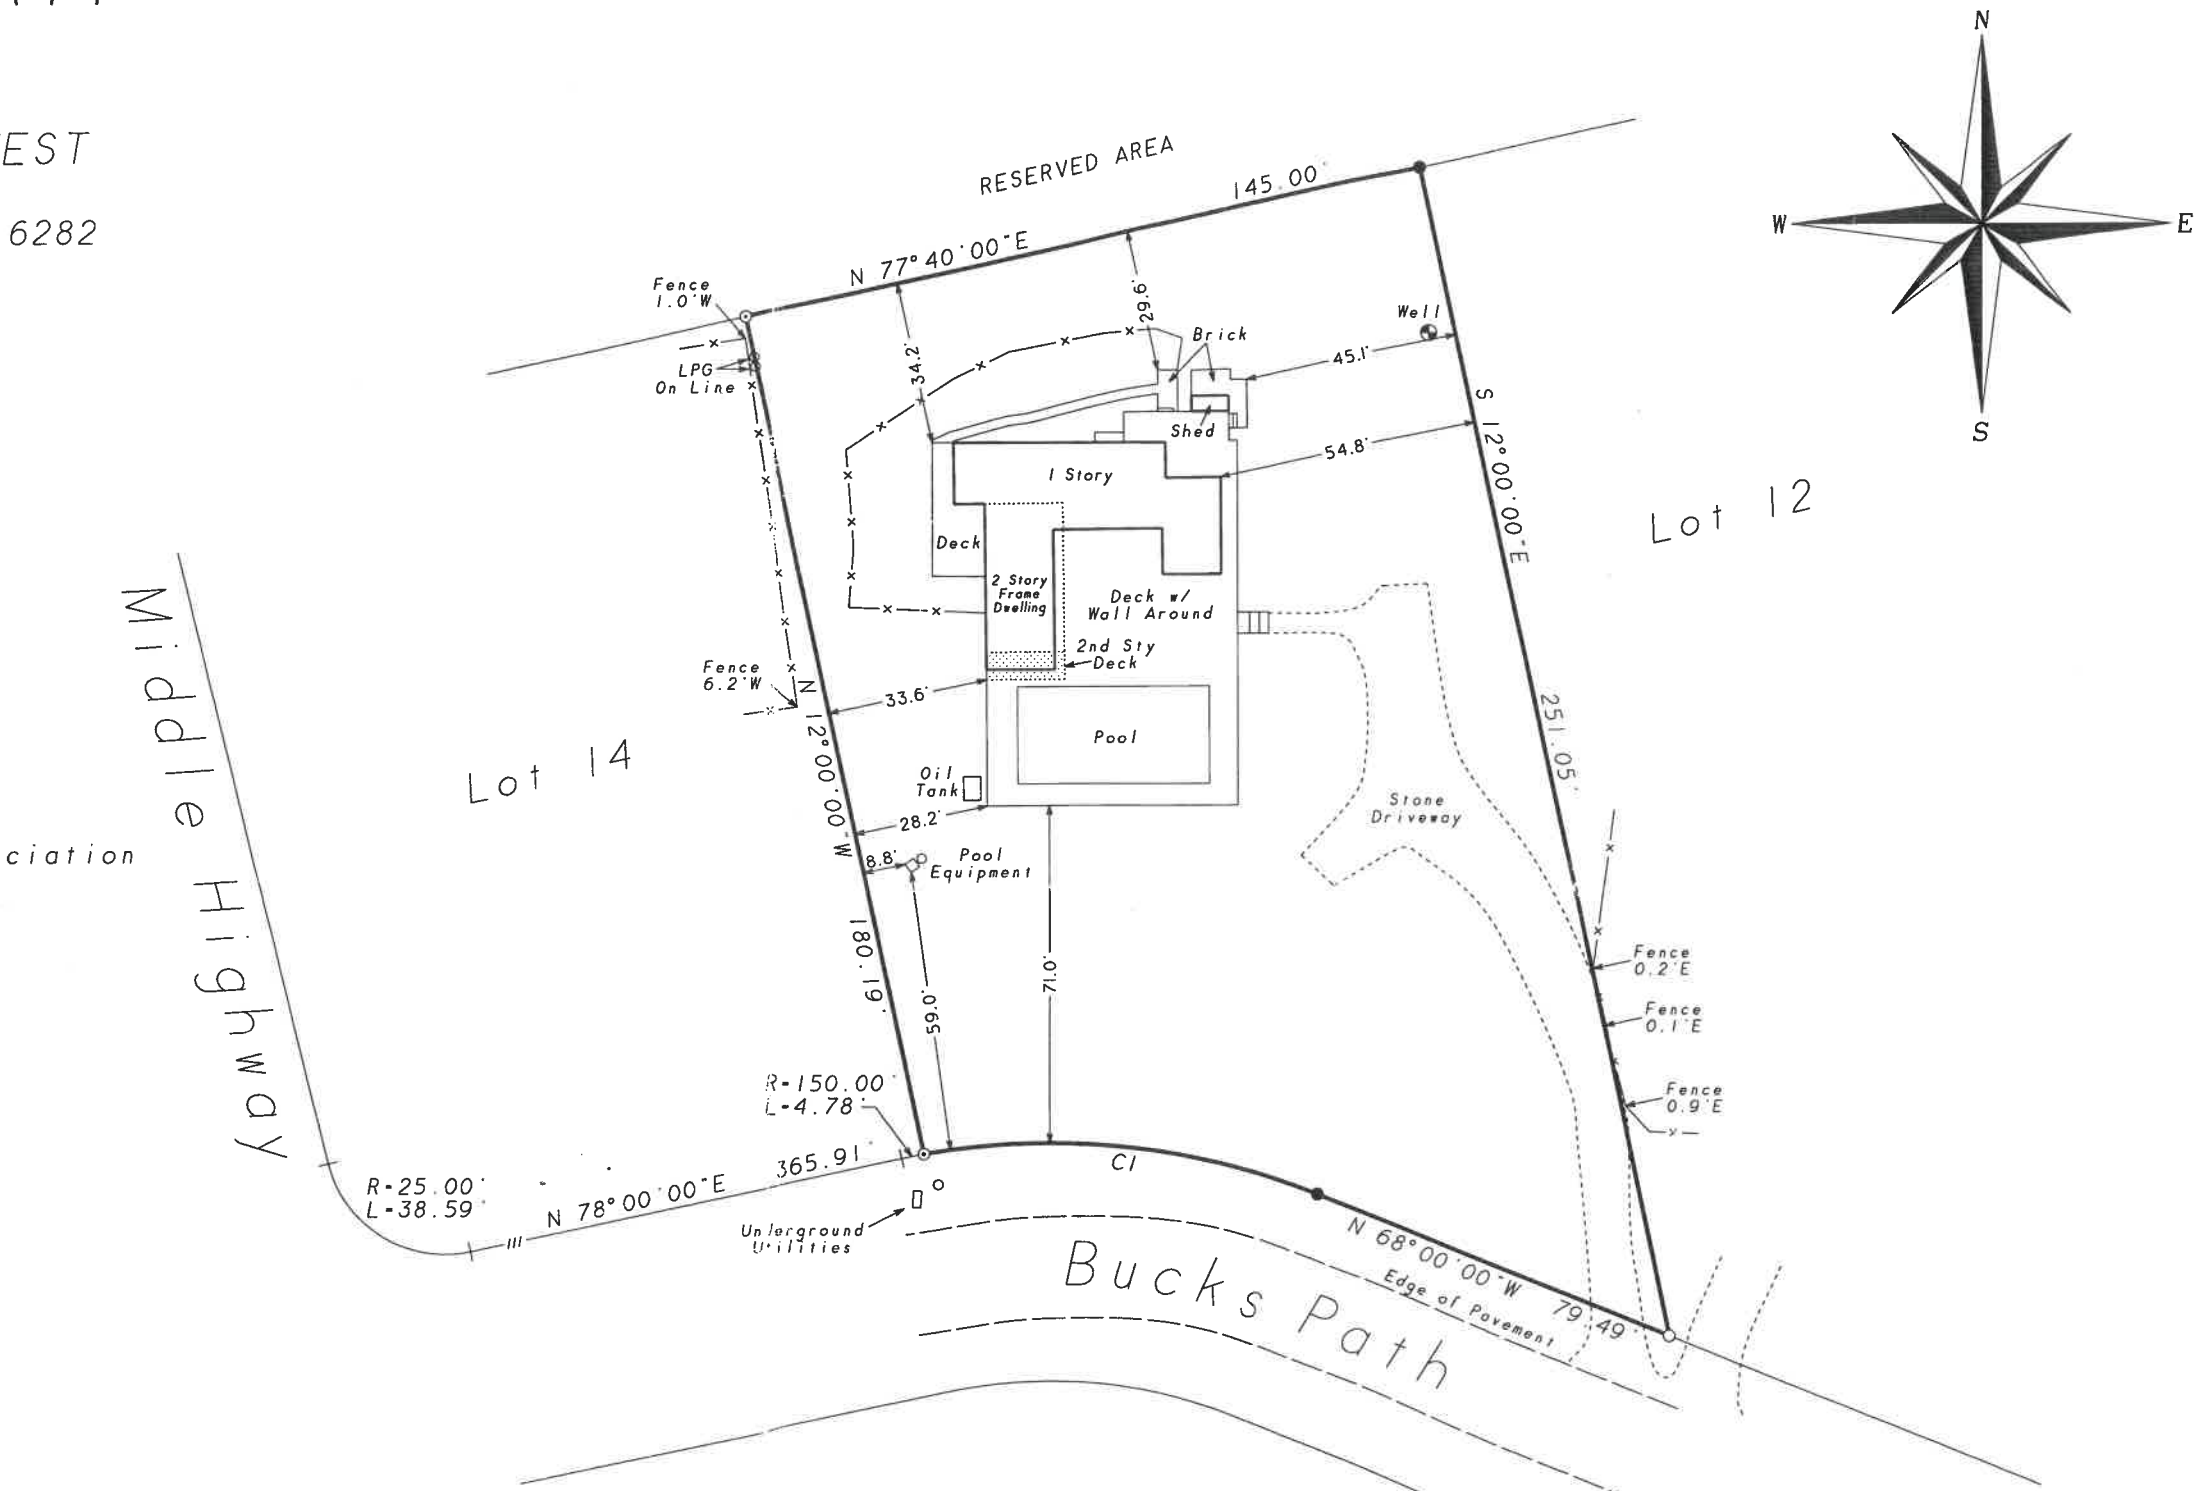 N
W
E
S
EST
6282
ciation
RESERVED AREA
N 77°40'00"E
145.00'
Fence
1.0'W
LPG
On Line
34.2'
29.6'
Brick
Well
45.1'
Shed
54.8'
S 12°00'00"E
251.05'
Lot 12
1 Story
Deck
2 Story
Frame
Dwelling
Deck w/
Wall Around
2nd Sty
Deck
Fence
6.2'W
33.6'
N 12°00'00"W
180.19'
Lot 14
Middle Highway
Pool
Oil
Tank
28.2'
8.8'
Pool
Equipment
Stone
Driveway
59.0'
71.0'
Fence
0.2'E
Fence
0.1'E
Fence
0.9'E
R=150.00'
L=4.78'
365.91'
N 78°00'00"E
R=25.00'
L=38.59'
C1
Underground
Utilities
N 68°00'00"W
79.49'
Edge of Pavement
Bucks Path